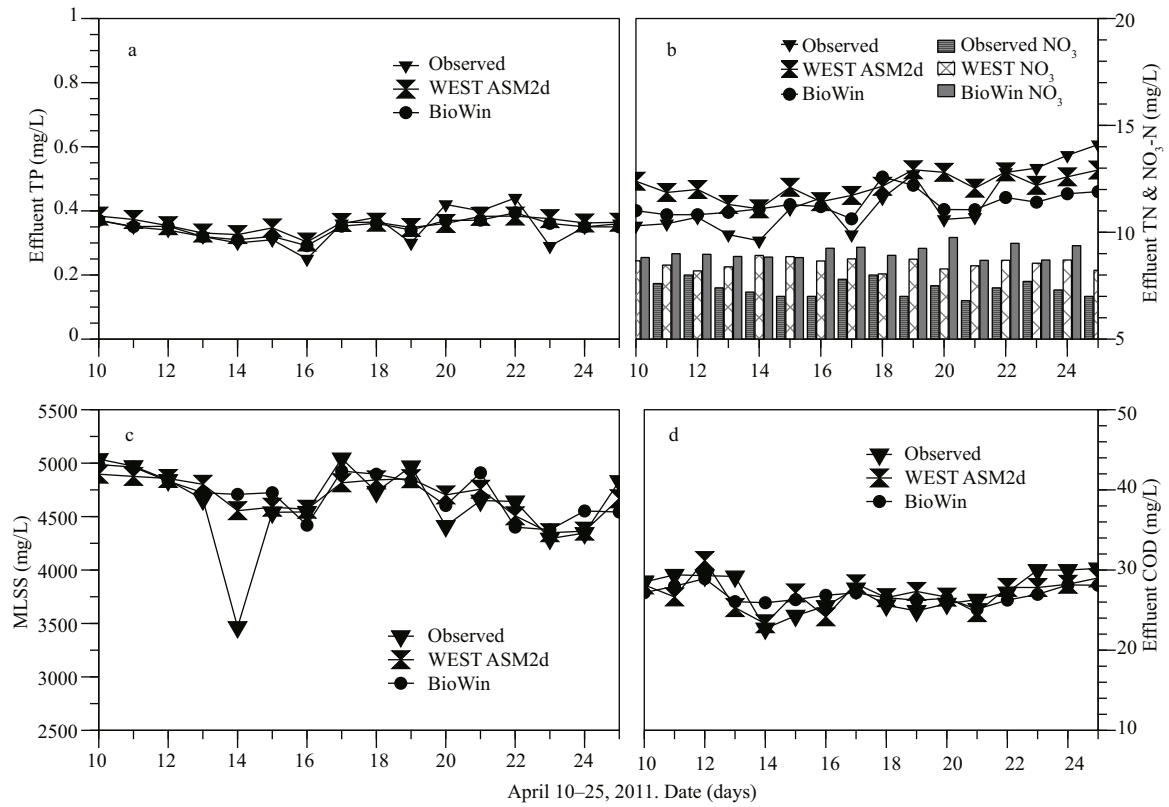 a
Effluent TP (mg/L)
1
0.8
0.6
0.4
0.2
0
Observed
WEST ASM2d
BioWin
10 12 14 16 18 20 22 24
b
Observed
WEST ASM2d
BioWin
Observed NO3
WEST NO3
BioWin NO3
Effluent TN & NO3-N (mg/L)
20
15
10
5
10 12 14 16 18 20 22 24
c
MLSS (mg/L)
5500
5000
4500
4000
3500
3000
2500
Observed
WEST ASM2d
BioWin
10 12 14 16 18 20 22 24
d
Observed
WEST ASM2d
BioWin
Effluent COD (mg/L)
50
40
30
20
10
10 12 14 16 18 20 22 24
April 10–25, 2011. Date (days)